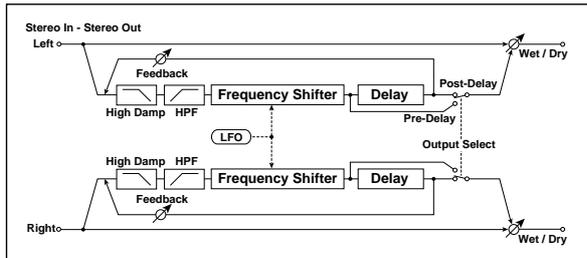 Stereo In - Stereo Out
Left
Wet / Dry
Feedback
Post-Delay
High Damp
HPF
Frequency Shifter
Delay
Pre-Delay
LFO
Output Select
High Damp
HPF
Frequency Shifter
Delay
Feedback
Right
Wet / Dry